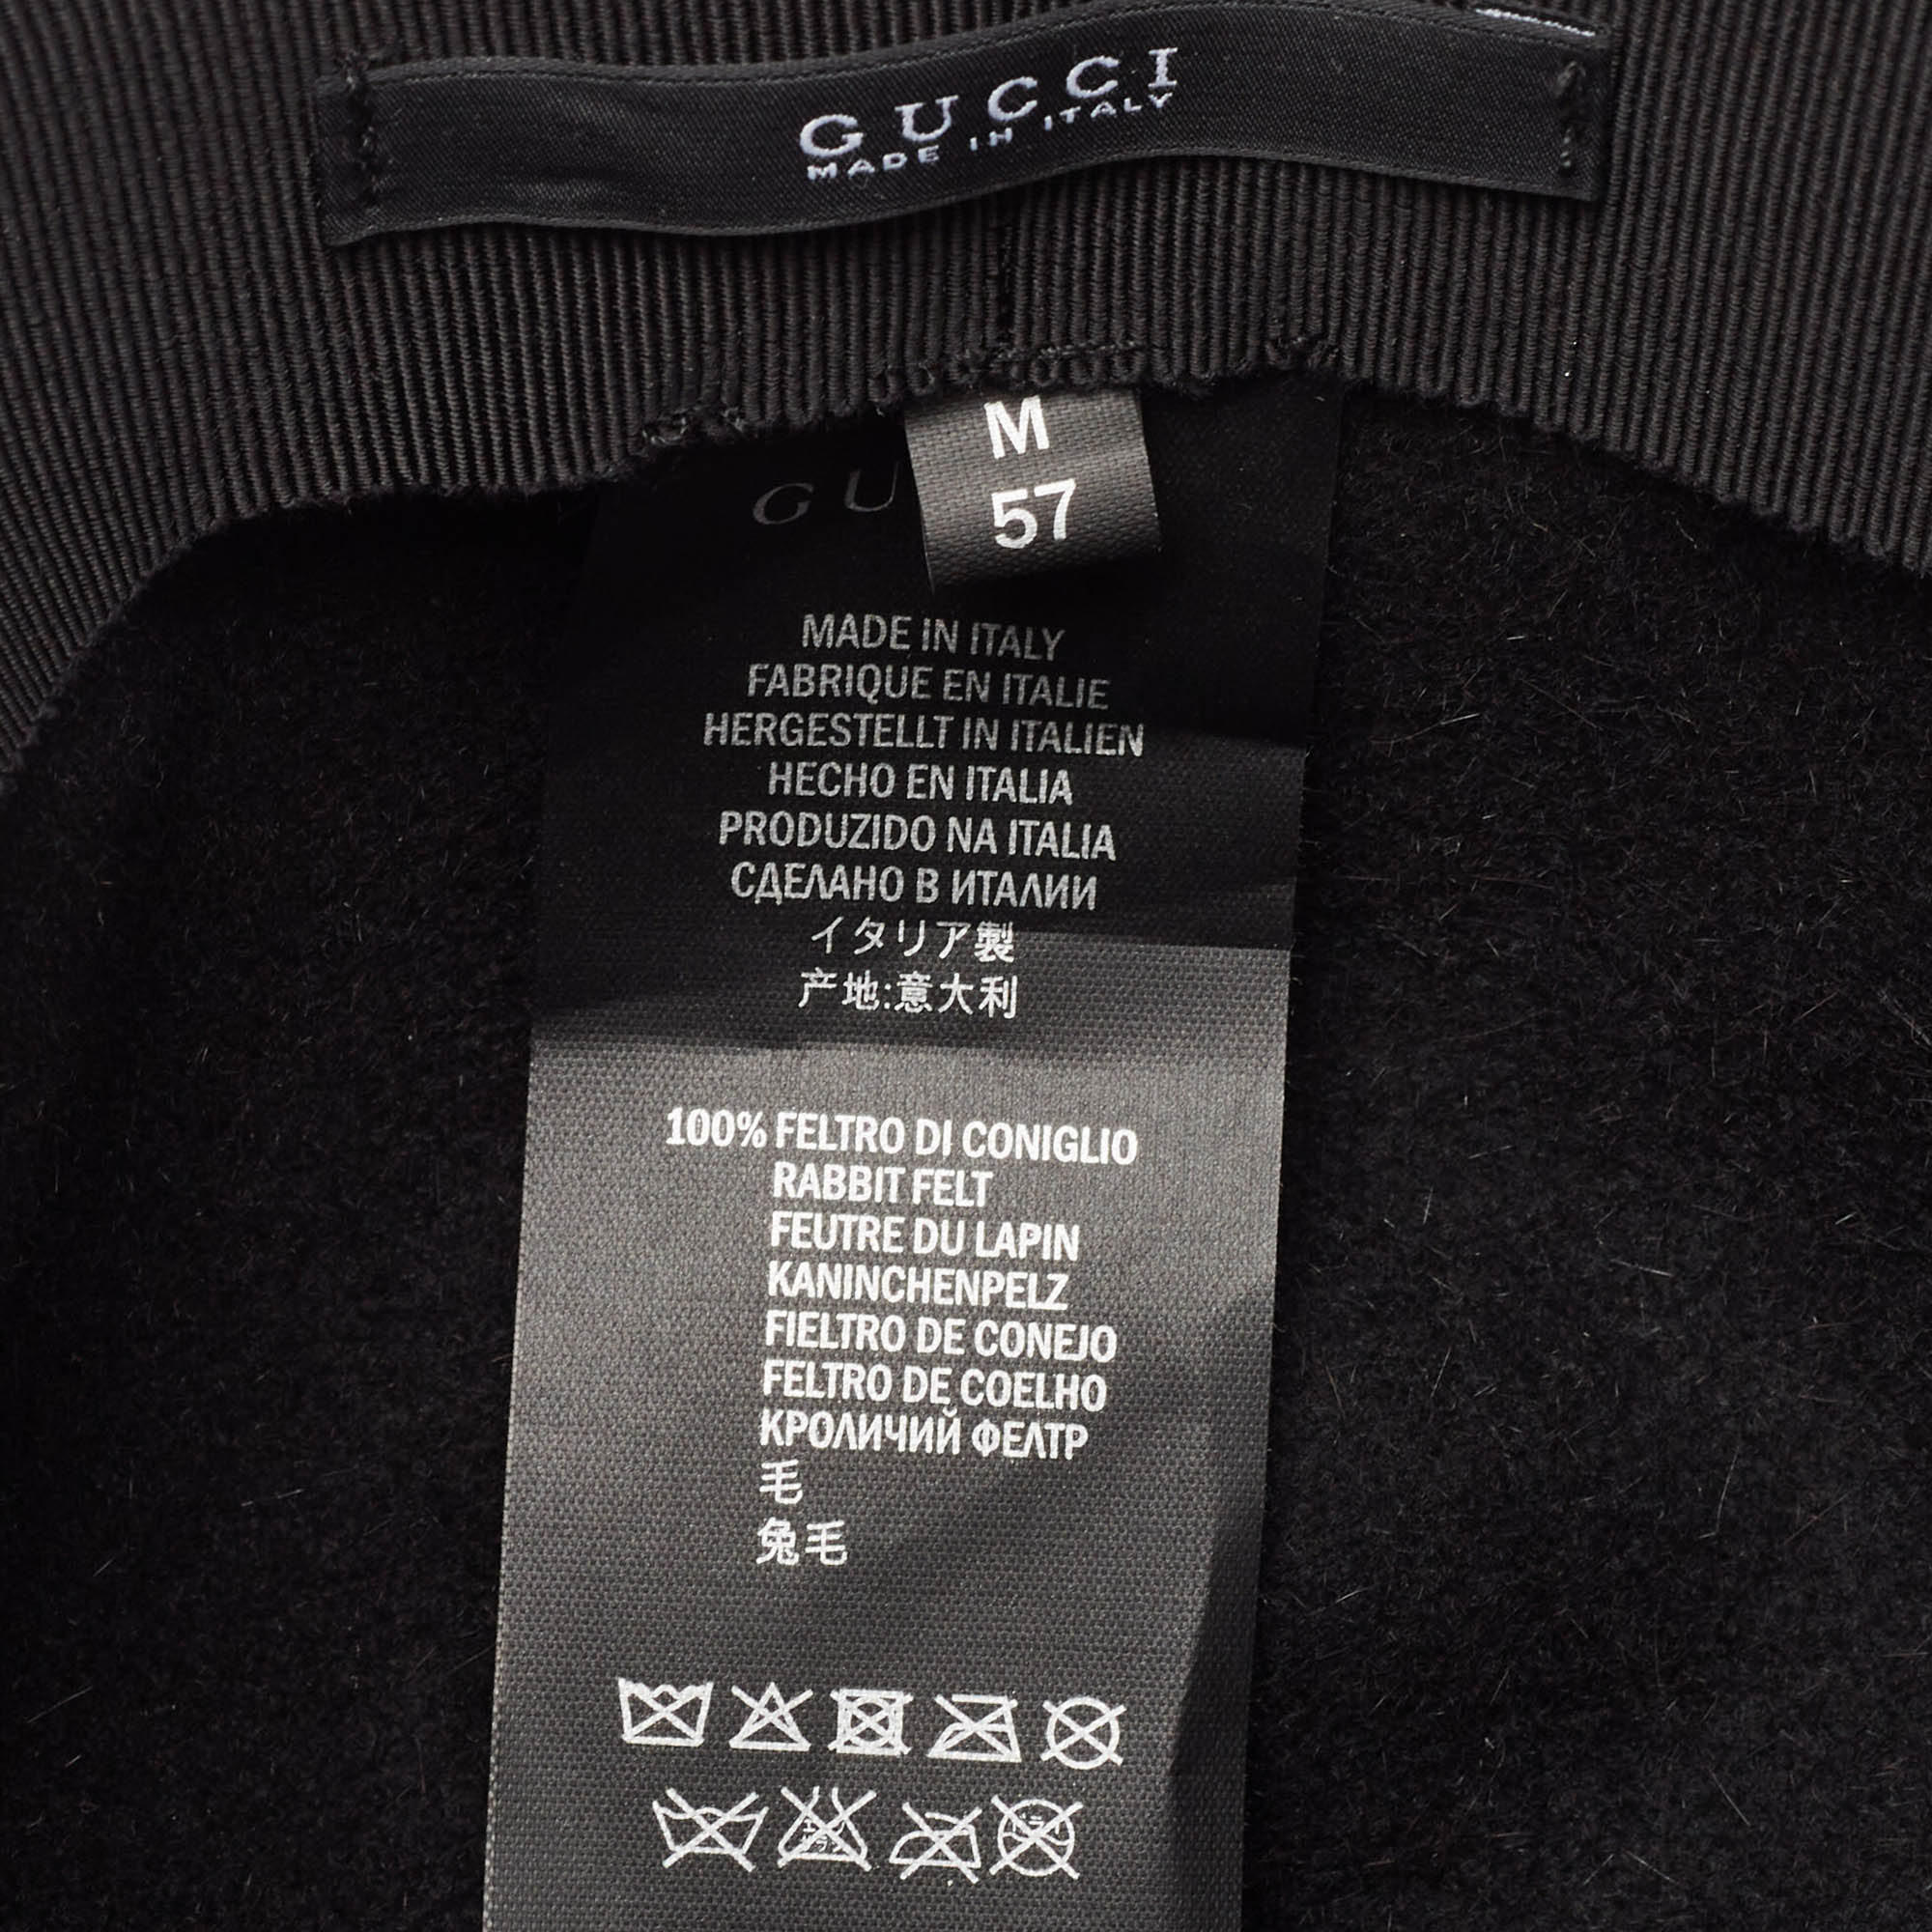 GUCCI
MADE IN ITALY
M
57
GU
MADE IN ITALY
FABRIQUE EN ITALIE
HERGESTELLT IN ITALIEN
HECHO EN ITALIA
PRODUZIDO NA ITALIA
СДЕЛАНО В ИТАЛИИ
イタリア製
产地:意大利
100% FELTRO DI CONIGLIO
RABBIT FELT
FEUTRE DU LAPIN
KANINCHENPELZ
FIELTRO DE CONEJO
FELTRO DE COELHO
КРОЛИЧИЙ ФЕЛТР
毛
兔毛